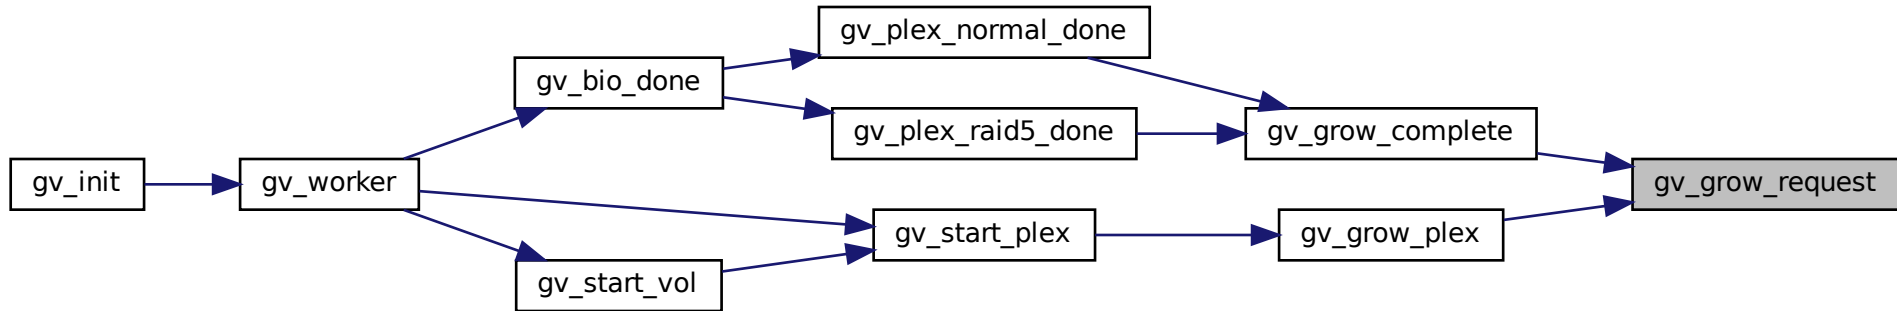 gv_plex_normal_done
gv_bio_done
gv_plex_raid5_done
gv_grow_complete
gv_init
gv_worker
gv_grow_request
gv_start_plex
gv_grow_plex
gv_start_vol